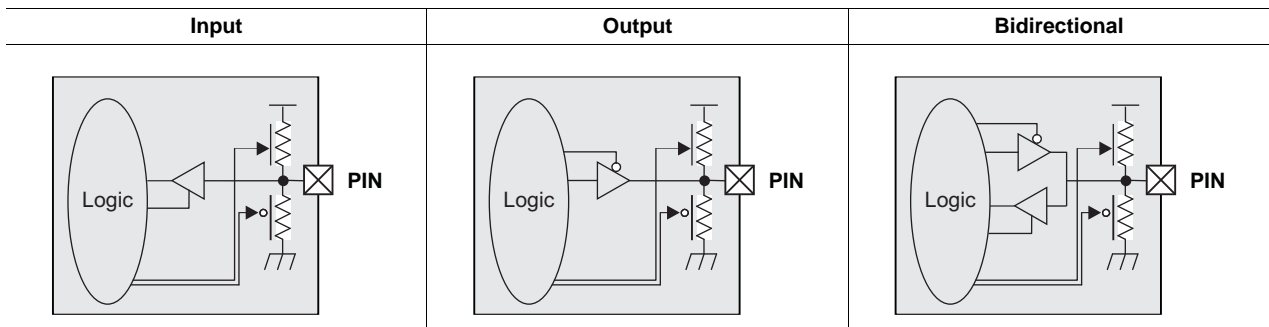 Input Output Bidirectional
Logic PIN Logic PIN Logic PIN